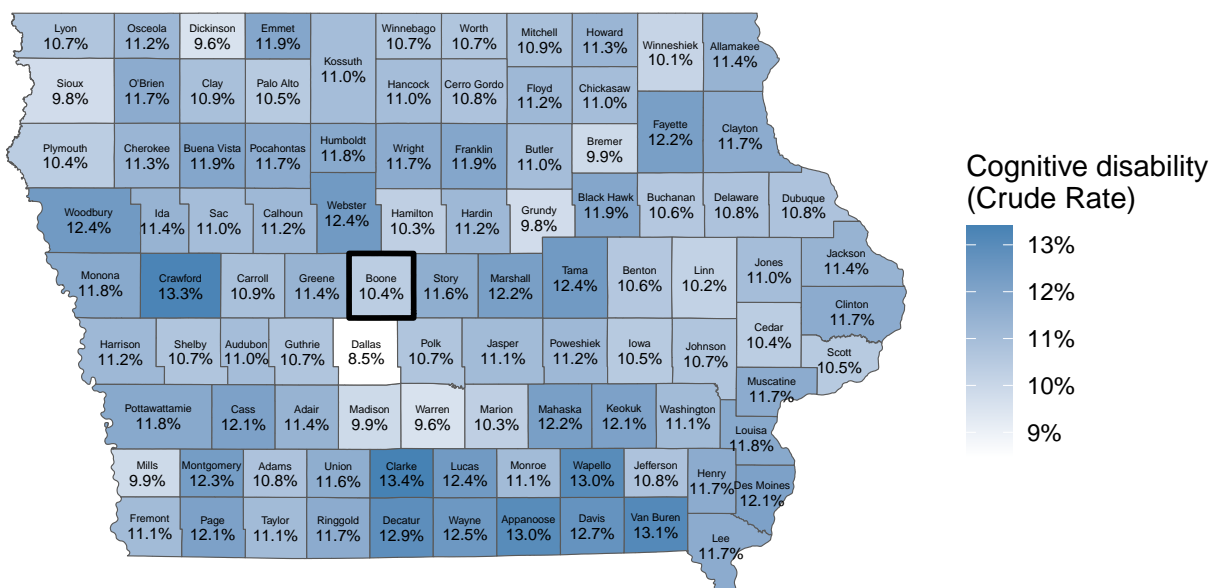 Lyon
10.7%
Osceola
11.2%
Dickinson
9.6%
Emmet
11.9%
Kossuth
11.0%
Winnebago
10.7%
Worth
10.7%
Mitchell
10.9%
Howard
11.3%
Winneshiek
10.1%
Allamakee
11.4%
Sioux
9.8%
O'Brien
11.7%
Clay
10.9%
Palo Alto
10.5%
Hancock
11.0%
Cerro Gordo
10.8%
Floyd
11.2%
Chickasaw
11.0%
Fayette
12.2%
Clayton
11.7%
Plymouth
10.4%
Cherokee
11.3%
Buena Vista
11.9%
Pocahontas
11.7%
Humboldt
11.8%
Wright
11.7%
Franklin
11.9%
Butler
11.0%
Bremer
9.9%
Woodbury
12.4%
Ida
11.4%
Sac
11.0%
Calhoun
11.2%
Webster
12.4%
Hamilton
10.3%
Hardin
11.2%
Grundy
9.8%
Black Hawk
11.9%
Buchanan
10.6%
Delaware
10.8%
Dubuque
10.8%
Monona
11.8%
Crawford
13.3%
Carroll
10.9%
Greene
11.4%
Boone
10.4%
Story
11.6%
Marshall
12.2%
Tama
12.4%
Benton
10.6%
Linn
10.2%
Jones
11.0%
Jackson
11.4%
Clinton
11.7%
Harrison
11.2%
Shelby
10.7%
Audubon
11.0%
Guthrie
10.7%
Dallas
8.5%
Polk
10.7%
Jasper
11.1%
Poweshiek
11.2%
Iowa
10.5%
Johnson
10.7%
Cedar
10.4%
Scott
10.5%
Muscatine
11.7%
Pottawattamie
11.8%
Cass
12.1%
Adair
11.4%
Madison
9.9%
Warren
9.6%
Marion
10.3%
Mahaska
12.2%
Keokuk
12.1%
Washington
11.1%
Louisa
11.8%
Mills
9.9%
Montgomery
12.3%
Adams
10.8%
Union
11.6%
Clarke
13.4%
Lucas
12.4%
Monroe
11.1%
Wapello
13.0%
Jefferson
10.8%
Henry
11.7%
Des Moines
12.1%
Fremont
11.1%
Page
12.1%
Taylor
11.1%
Ringgold
11.7%
Decatur
12.9%
Wayne
12.5%
Appanoose
13.0%
Davis
12.7%
Van Buren
13.1%
Lee
11.7%
Cognitive disability
(Crude Rate)
13%
12%
11%
10%
9%